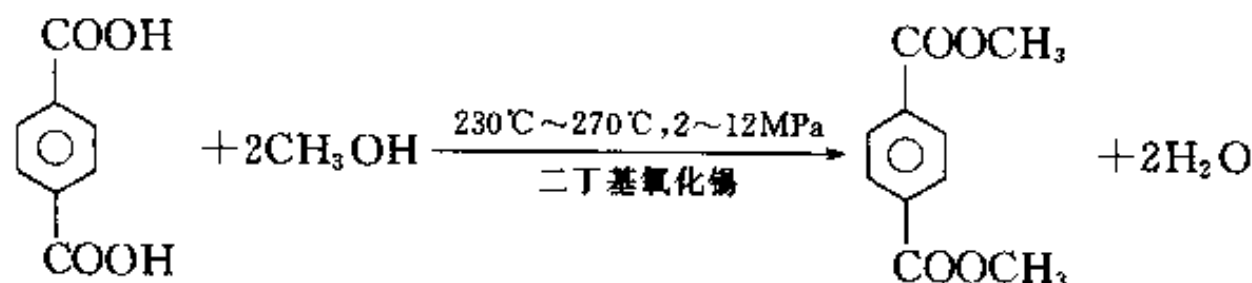 COOH
COOCH₃
+2CH₃OH
230℃～270℃,2～12MPa
二丁基氧化锡
+2H₂O
COOH
COOCH₃